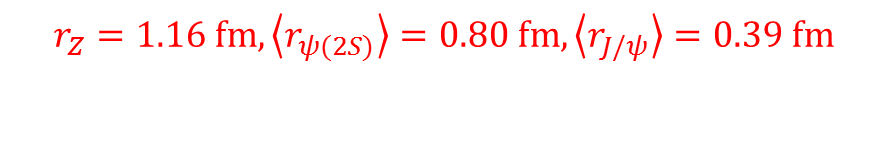 r_Z = 1.16 fm, ⟨r_ψ(2S)⟩ = 0.80 fm, ⟨r_J/ψ⟩ = 0.39 fm